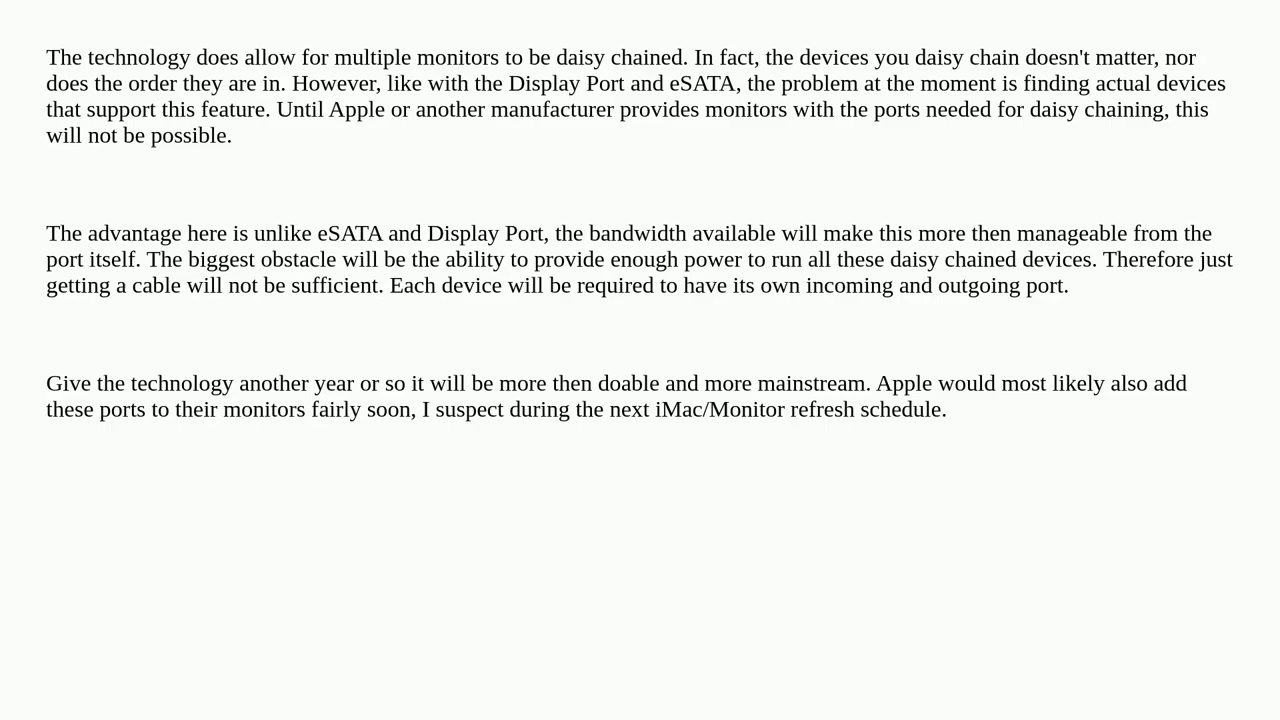 The technology does allow for multiple monitors to be daisy chained. In fact, the devices you daisy chain doesn't matter, nor
does the order they are in. However, like with the Display Port and eSATA, the problem at the moment is finding actual devices
that support this feature. Until Apple or another manufacturer provides monitors with the ports needed for daisy chaining, this
will not be possible.
The advantage here is unlike eSATA and Display Port, the bandwidth available will make this more then manageable from the
port itself. The biggest obstacle will be the ability to provide enough power to run all these daisy chained devices. Therefore just
getting a cable will not be sufficient. Each device will be required to have its own incoming and outgoing port.
Give the technology another year or so it will be more then doable and more mainstream. Apple would most likely also add
these ports to their monitors fairly soon, I suspect during the next iMac/Monitor refresh schedule.